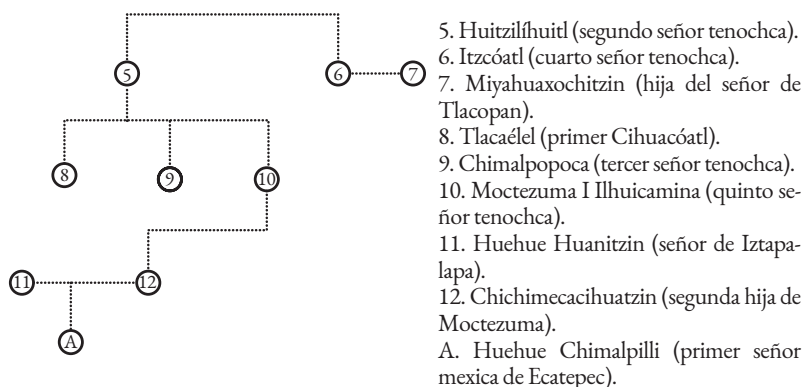 5. Huitzilíhuitl (segundo señor tenochca).
6. Itzcóatl (cuarto señor tenochca).
7. Miyahuaxochitzin (hija del señor de
Tlacopan).
8. Tlacaélel (primer Cihuacóatl).
9. Chimalpopoca (tercer señor tenochca).
10. Moctezuma I Ilhuicamina (quinto se-
ñor tenochca).
11. Huehue Huanitzin (señor de Iztapa-
lapa).
12. Chichimecacihuatzin (segunda hija de
Moctezuma).
A. Huehue Chimalpilli (primer señor
mexica de Ecatepec).
5 6 7
8 9 10
11 12
A